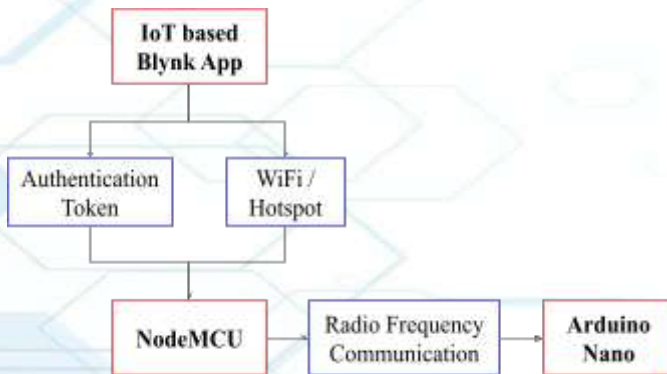 IoT based
Blynk App
Authentication
Token
WiFi /
Hotspot
NodeMCU
Radio Frequency
Communication
Arduino
Nano